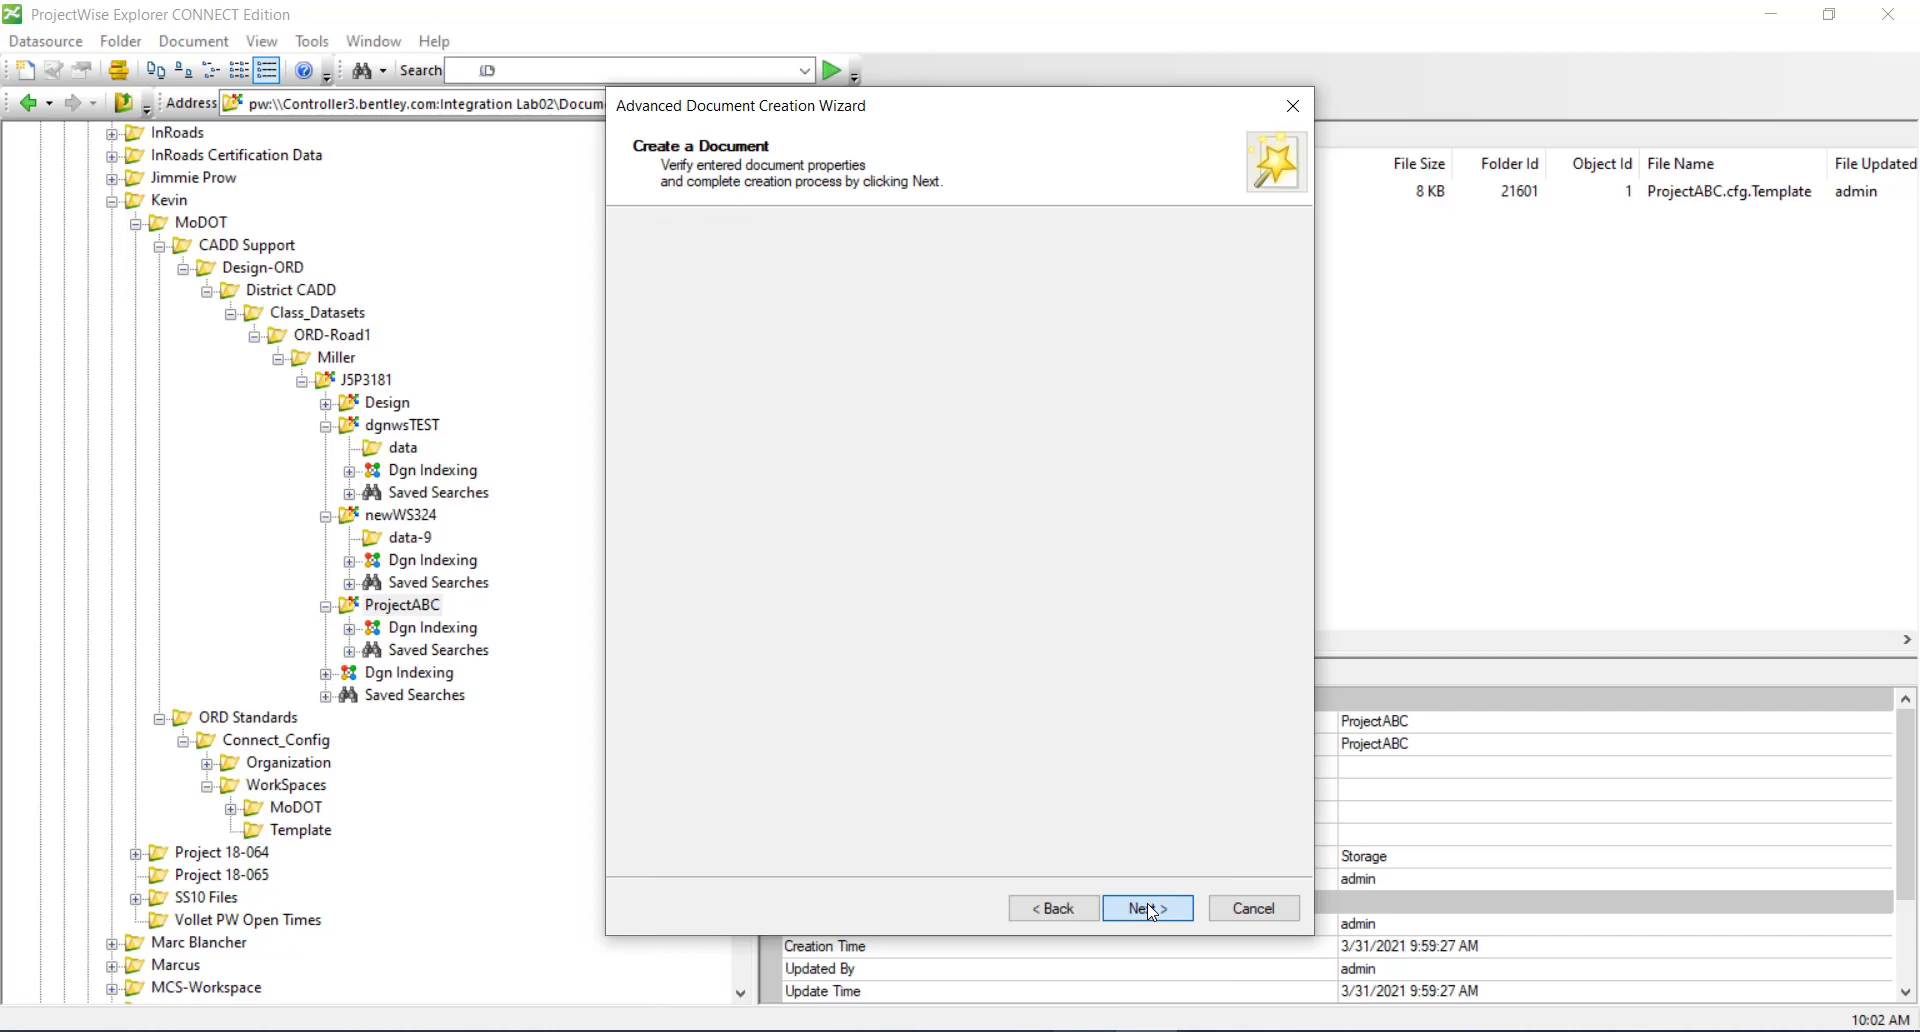 ProjectWise Explorer CONNECT Edition
Datasource Folder Document View Tools Window Help
Search
Address pw:\\Controller3.bentley.com:Integration Lab02\Docum
InRoads
InRoads Certification Data
Jimmie Prow
Kevin
MoDOT
CADD Support
Design-ORD
District CADD
Class_Datasets
ORD-Road1
Miller
J5P3181
Design
dgnwsTEST
data
Dgn Indexing
Saved Searches
newWS324
data-9
Dgn Indexing
Saved Searches
ProjectABC
Dgn Indexing
Saved Searches
Dgn Indexing
Saved Searches
ORD Standards
Connect_Config
Organization
WorkSpaces
MoDOT
Template
Project 18-064
Project 18-065
SS10 Files
Vollet PW Open Times
Marc Blancher
Marcus
MCS-Workspace
Advanced Document Creation Wizard
Create a Document
Verify entered document properties
and complete creation process by clicking Next.
< Back Next > Cancel
File Size Folder Id Object Id File Name File Updated
8 KB 21601 1 ProjectABC.cfg.Template admin
ProjectABC
ProjectABC
Storage
admin
admin
Creation Time 3/31/2021 9:59:27 AM
Updated By admin
Update Time 3/31/2021 9:59:27 AM
10:02 AM